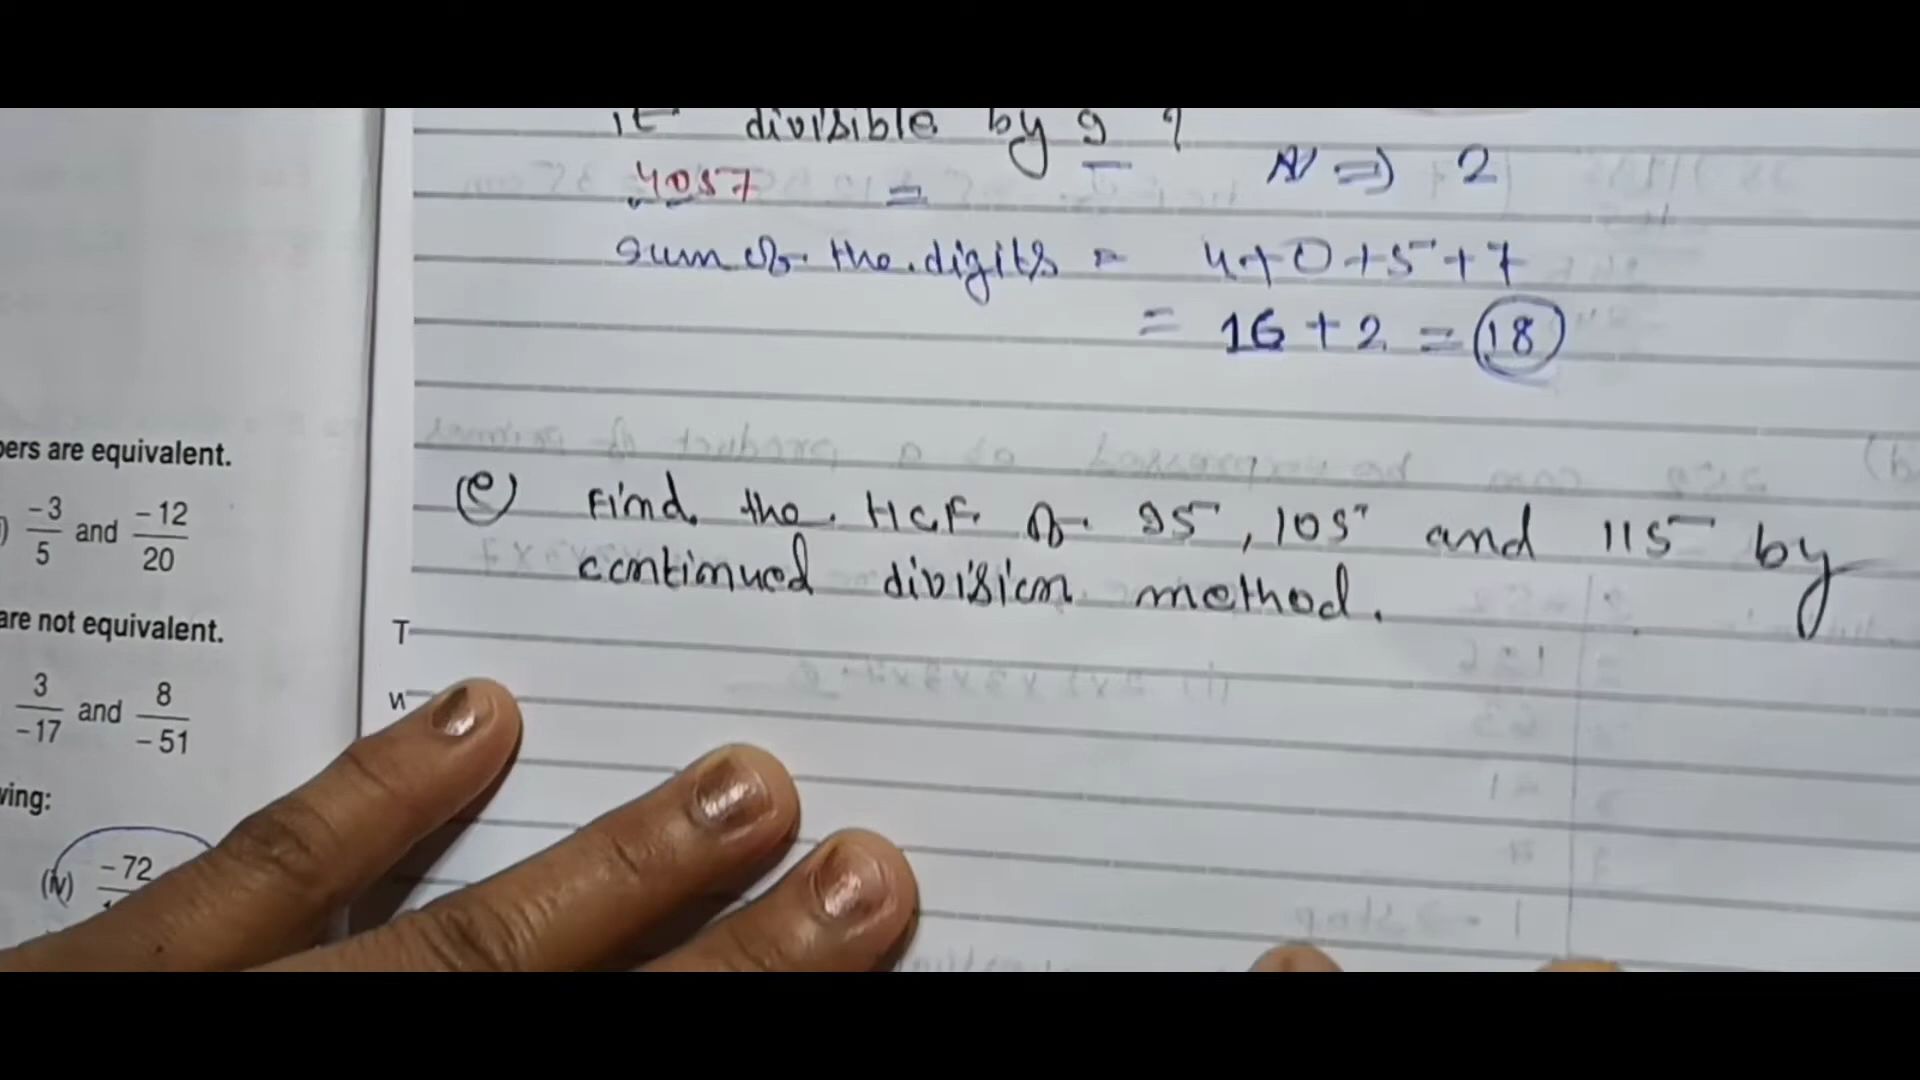 it divisible by 9 ?
4057 = N ⇒ 2
sum of the digits = 4+0+5+7
= 16 + 2 = 18
(e) Find the HCF of 95, 105 and 115 by
continued division method.
T
bers are equivalent.
) -3/5 and -12/20
are not equivalent.
3/-17 and 8/-51
ving:
(iv) -72